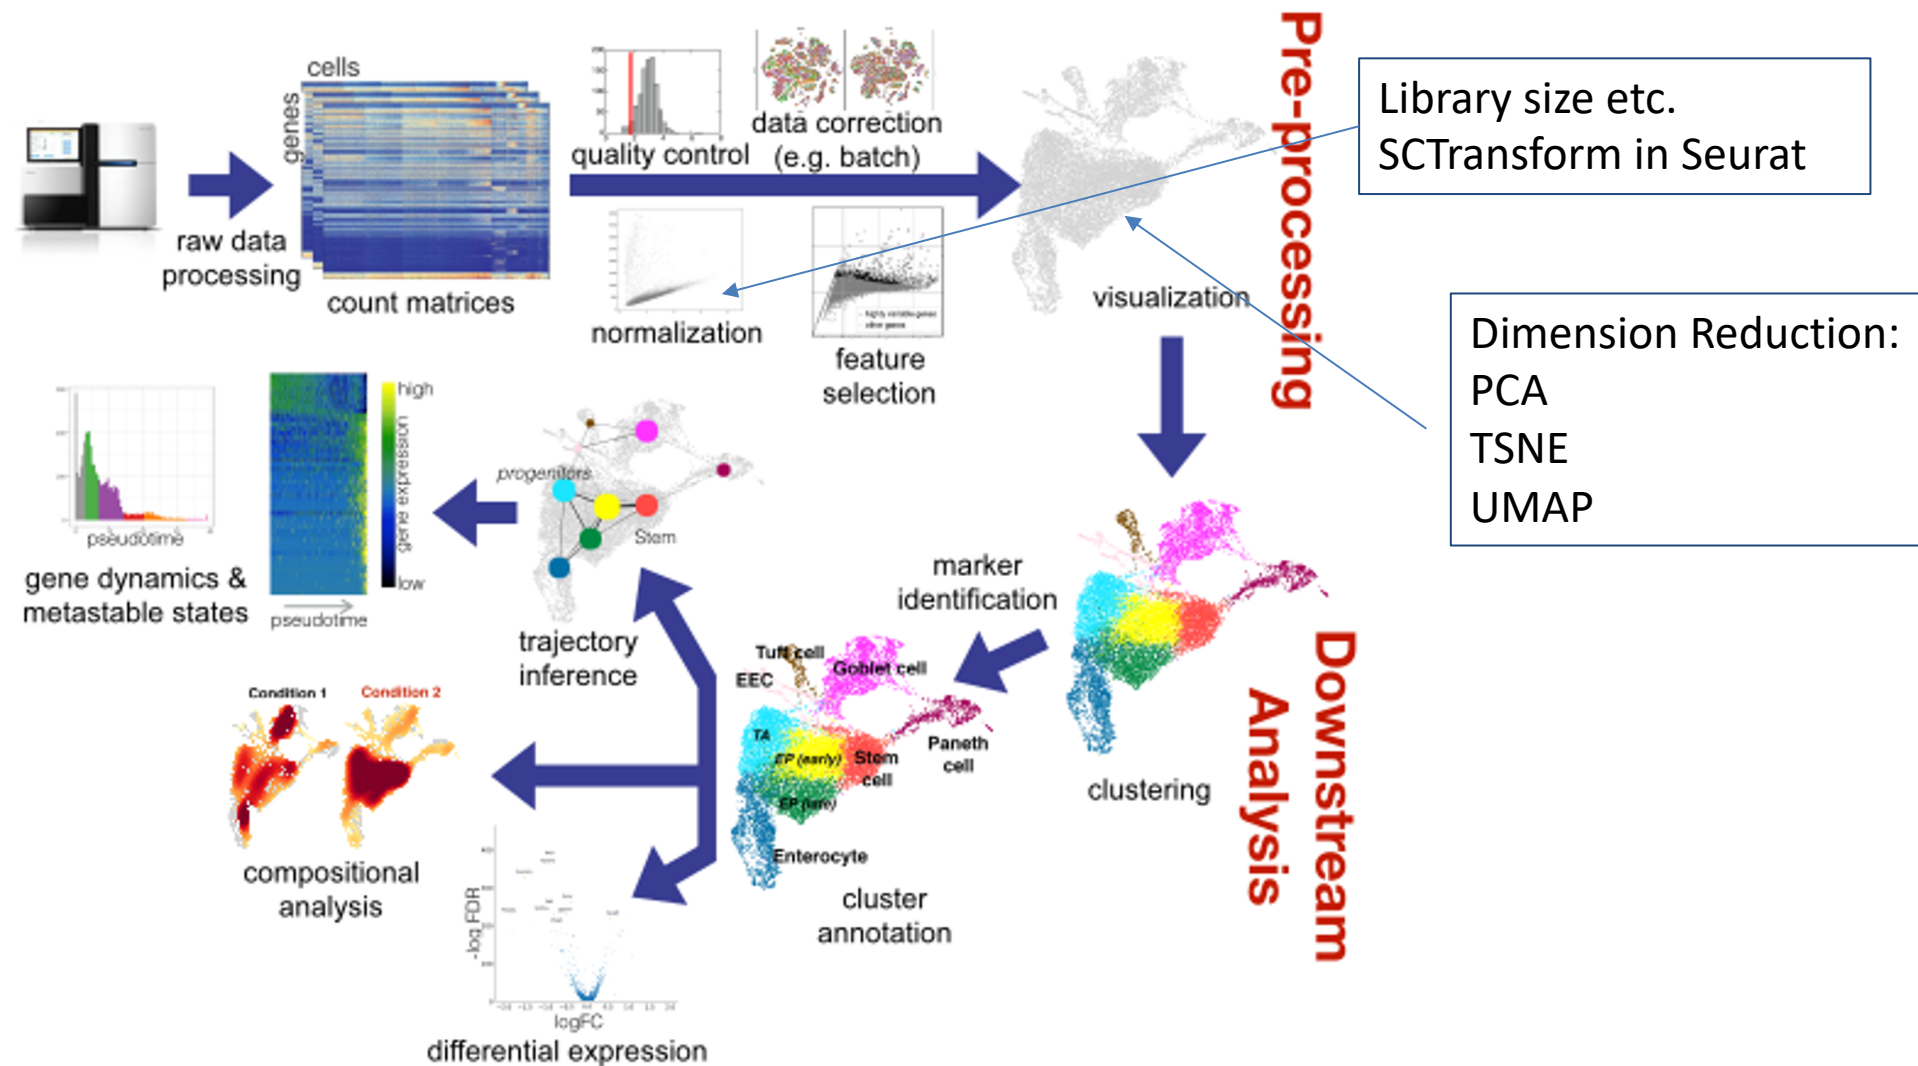 cells
genes
raw data
processing
count matrices
quality control
data correction
(e.g. batch)
normalization
feature
selection
visualization
Pre-processing
Library size etc.
SCTransform in Seurat
Dimension Reduction:
PCA
TSNE
UMAP
high
gene expression
low
pseudotime
pseudotime
gene dynamics &
metastable states
progenitors
Stem
trajectory
inference
marker
identification
clustering
Downstream
Analysis
Tuft cell
EEC
Goblet cell
TA
EP (early)
Stem
cell
Paneth
cell
EP (late)
Enterocyte
cluster
annotation
Condition 1
Condition 2
compositional
analysis
-log FDR
logFC
differential expression